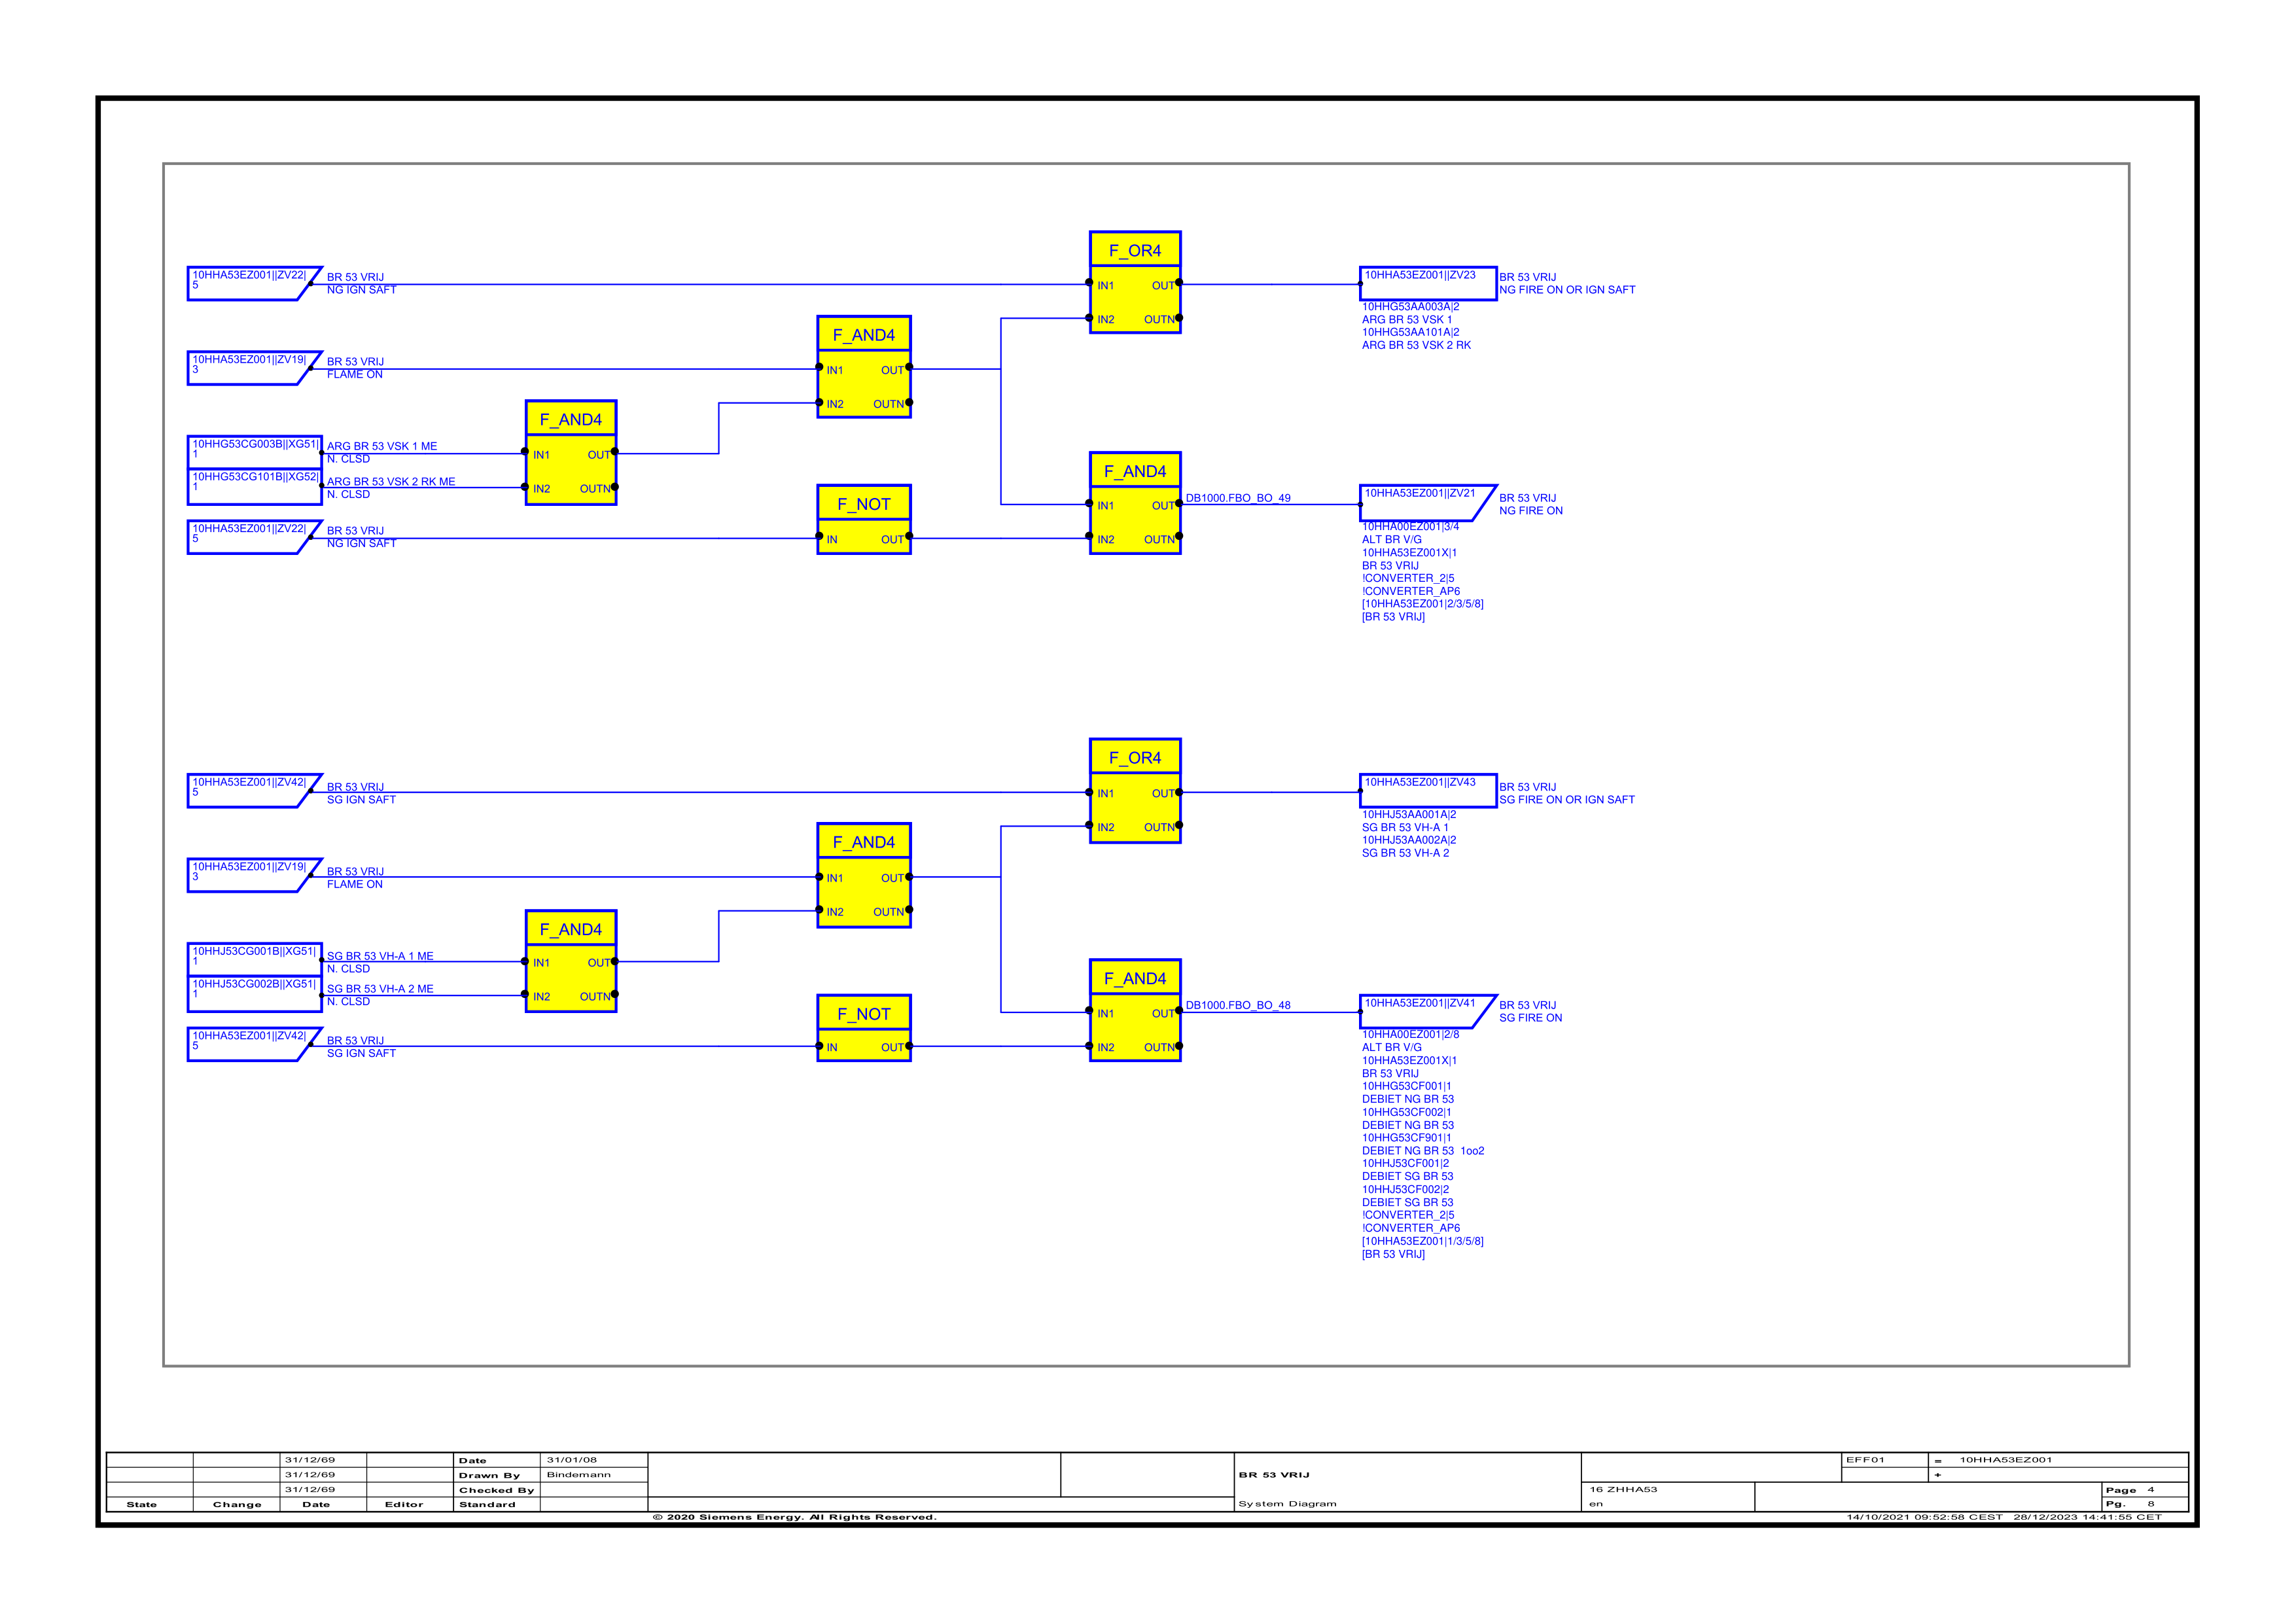 F_OR4
10HHA53EZ001||ZV22|
5
BR 53 VRIJ
NG IGN SAFT
IN1 OUT
IN2 OUTN
10HHA53EZ001||ZV23
BR 53 VRIJ
NG FIRE ON OR IGN SAFT
10HHG53AA003A|2
ARG BR 53 VSK 1
10HHG53AA101A|2
ARG BR 53 VSK 2 RK
F_AND4
10HHA53EZ001||ZV19|
3
BR 53 VRIJ
FLAME ON
IN1 OUT
IN2 OUTN
F_AND4
10HHG53CG003B||XG51|
1
ARG BR 53 VSK 1 ME
N. CLSD
IN1 OUT
10HHG53CG101B||XG52|
1
ARG BR 53 VSK 2 RK ME
N. CLSD
IN2 OUTN
F_AND4
F_NOT
10HHA53EZ001||ZV22|
5
BR 53 VRIJ
NG IGN SAFT
IN OUT
IN1 OUT
IN2 OUTN
DB1000.FBO_BO_49
10HHA53EZ001||ZV21
BR 53 VRIJ
NG FIRE ON
10HHA00EZ001|3/4
ALT BR V/G
10HHA53EZ001X|1
BR 53 VRIJ
!CONVERTER_2|5
!CONVERTER_AP6
[10HHA53EZ001|2/3/5/8]
[BR 53 VRIJ]
F_OR4
10HHA53EZ001||ZV42|
5
BR 53 VRIJ
SG IGN SAFT
IN1 OUT
IN2 OUTN
10HHA53EZ001||ZV43
BR 53 VRIJ
SG FIRE ON OR IGN SAFT
10HHJ53AA001A|2
SG BR 53 VH-A 1
10HHJ53AA002A|2
SG BR 53 VH-A 2
F_AND4
10HHA53EZ001||ZV19|
3
BR 53 VRIJ
FLAME ON
IN1 OUT
IN2 OUTN
F_AND4
10HHJ53CG001B||XG51|
1
SG BR 53 VH-A 1 ME
N. CLSD
IN1 OUT
10HHJ53CG002B||XG51|
1
SG BR 53 VH-A 2 ME
N. CLSD
IN2 OUTN
F_AND4
F_NOT
10HHA53EZ001||ZV42|
5
BR 53 VRIJ
SG IGN SAFT
IN OUT
IN1 OUT
IN2 OUTN
DB1000.FBO_BO_48
10HHA53EZ001||ZV41
BR 53 VRIJ
SG FIRE ON
10HHA00EZ001|2/8
ALT BR V/G
10HHA53EZ001X|1
BR 53 VRIJ
10HHG53CF001|1
DEBIET NG BR 53
10HHG53CF002|1
DEBIET NG BR 53
10HHG53CF901|1
DEBIET NG BR 53 1oo2
10HHJ53CF001|2
DEBIET SG BR 53
10HHJ53CF002|2
DEBIET SG BR 53
!CONVERTER_2|5
!CONVERTER_AP6
[10HHA53EZ001|1/3/5/8]
[BR 53 VRIJ]
31/12/69 Date 31/01/08 EFF01 = 10HHA53EZ001
31/12/69 Drawn By Bindemann BR 53 VRIJ +
31/12/69 Checked By 16 ZHHA53 Page 4
State Change Date Editor Standard System Diagram en Pg. 8
© 2020 Siemens Energy. All Rights Reserved. 14/10/2021 09:52:58 CEST 28/12/2023 14:41:55 CET